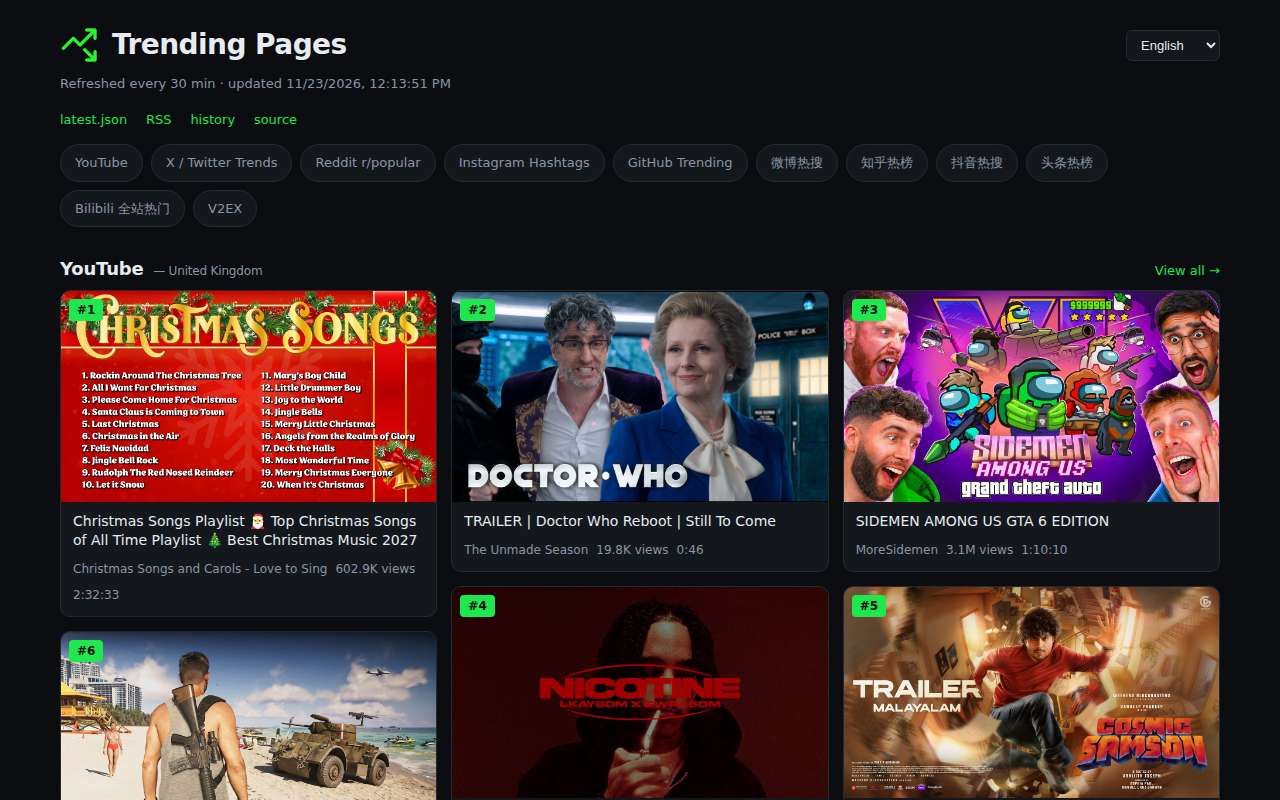 Trending Pages
English
Refreshed every 30 min · updated 11/23/2026, 12:13:51 PM
latest.json RSS history source
YouTube X / Twitter Trends Reddit r/popular Instagram Hashtags GitHub Trending 微博热搜 知乎热榜 抖音热搜 头条热榜
Bilibili 全站热门 V2EX
YouTube — United Kingdom
View all →
#1
CHRISTMAS SONGS
1. Rockin Around The Christmas Tree
2. All I Want For Christmas
3. Please Come Home For Christmas
4. Santa Claus is Coming to Town
5. Last Christmas
6. Christmas in the Air
7. Feliz Navidad
8. Jingle Bell Rock
9. Rudolph The Red Nosed Reindeer
10. Let it Snow
11. Mary's Boy Child
12. Little Drummer Boy
13. Joy to the World
14. Jingle Bells
15. Merry Little Christmas
16. Angels from the Realms of Glory
17. Deck the Halls
18. Most Wonderful Time
19. Merry Christmas Everyone
20. When It's Christmas
Christmas Songs Playlist 🎅 Top Christmas Songs
of All Time Playlist 🎄 Best Christmas Music 2027
Christmas Songs and Carols - Love to Sing 602.9K views
2:32:33
#2
POLICE BOX
DOCTOR·WHO
TRAILER | Doctor Who Reboot | Still To Come
The Unmade Season 19.8K views 0:46
#3
SIDEMEN
AMONG US
grand theft auto
SIDEMEN AMONG US GTA 6 EDITION
MoreSidemen 3.1M views 1:10:10
#4
NICOTINE
#5
TRAILER
MALAYALAM
COSMIC
SAMSON
#6